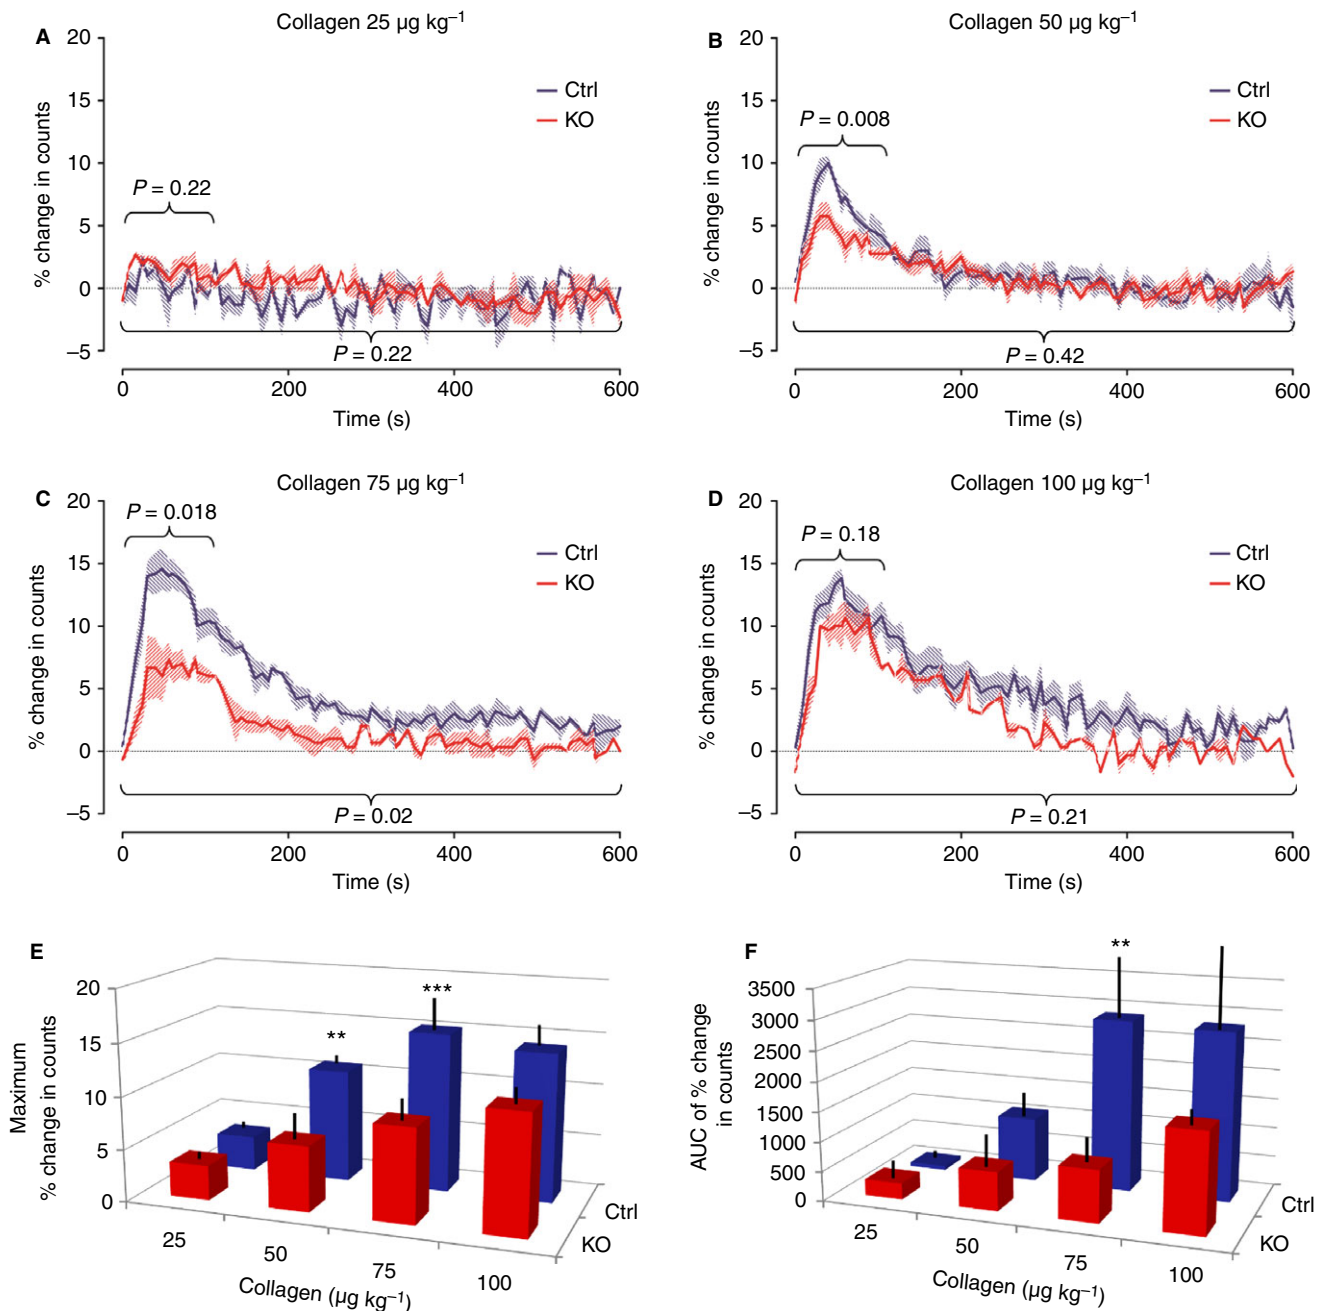 A
Collagen 25 µg kg–1
20
15
10
5
0
–5
% change in counts
Ctrl
KO
P = 0.22
P = 0.22
0 200 400 600
Time (s)
B
Collagen 50 µg kg–1
20
15
10
5
0
–5
% change in counts
Ctrl
KO
P = 0.008
P = 0.42
0 200 400 600
Time (s)
C
Collagen 75 µg kg–1
20
15
10
5
0
–5
% change in counts
Ctrl
KO
P = 0.018
P = 0.02
0 200 400 600
Time (s)
D
Collagen 100 µg kg–1
20
15
10
5
0
–5
% change in counts
Ctrl
KO
P = 0.18
P = 0.21
0 200 400 600
Time (s)
E
Maximum
% change in counts
20
15
10
5
0
**
***
25 50 75 100
Ctrl
KO
Collagen (µg kg–1)
F
AUC of % change
in counts
3500
3000
2500
2000
1500
1000
500
0
**
25 50 75 100
Ctrl
KO
Collagen (µg kg–1)